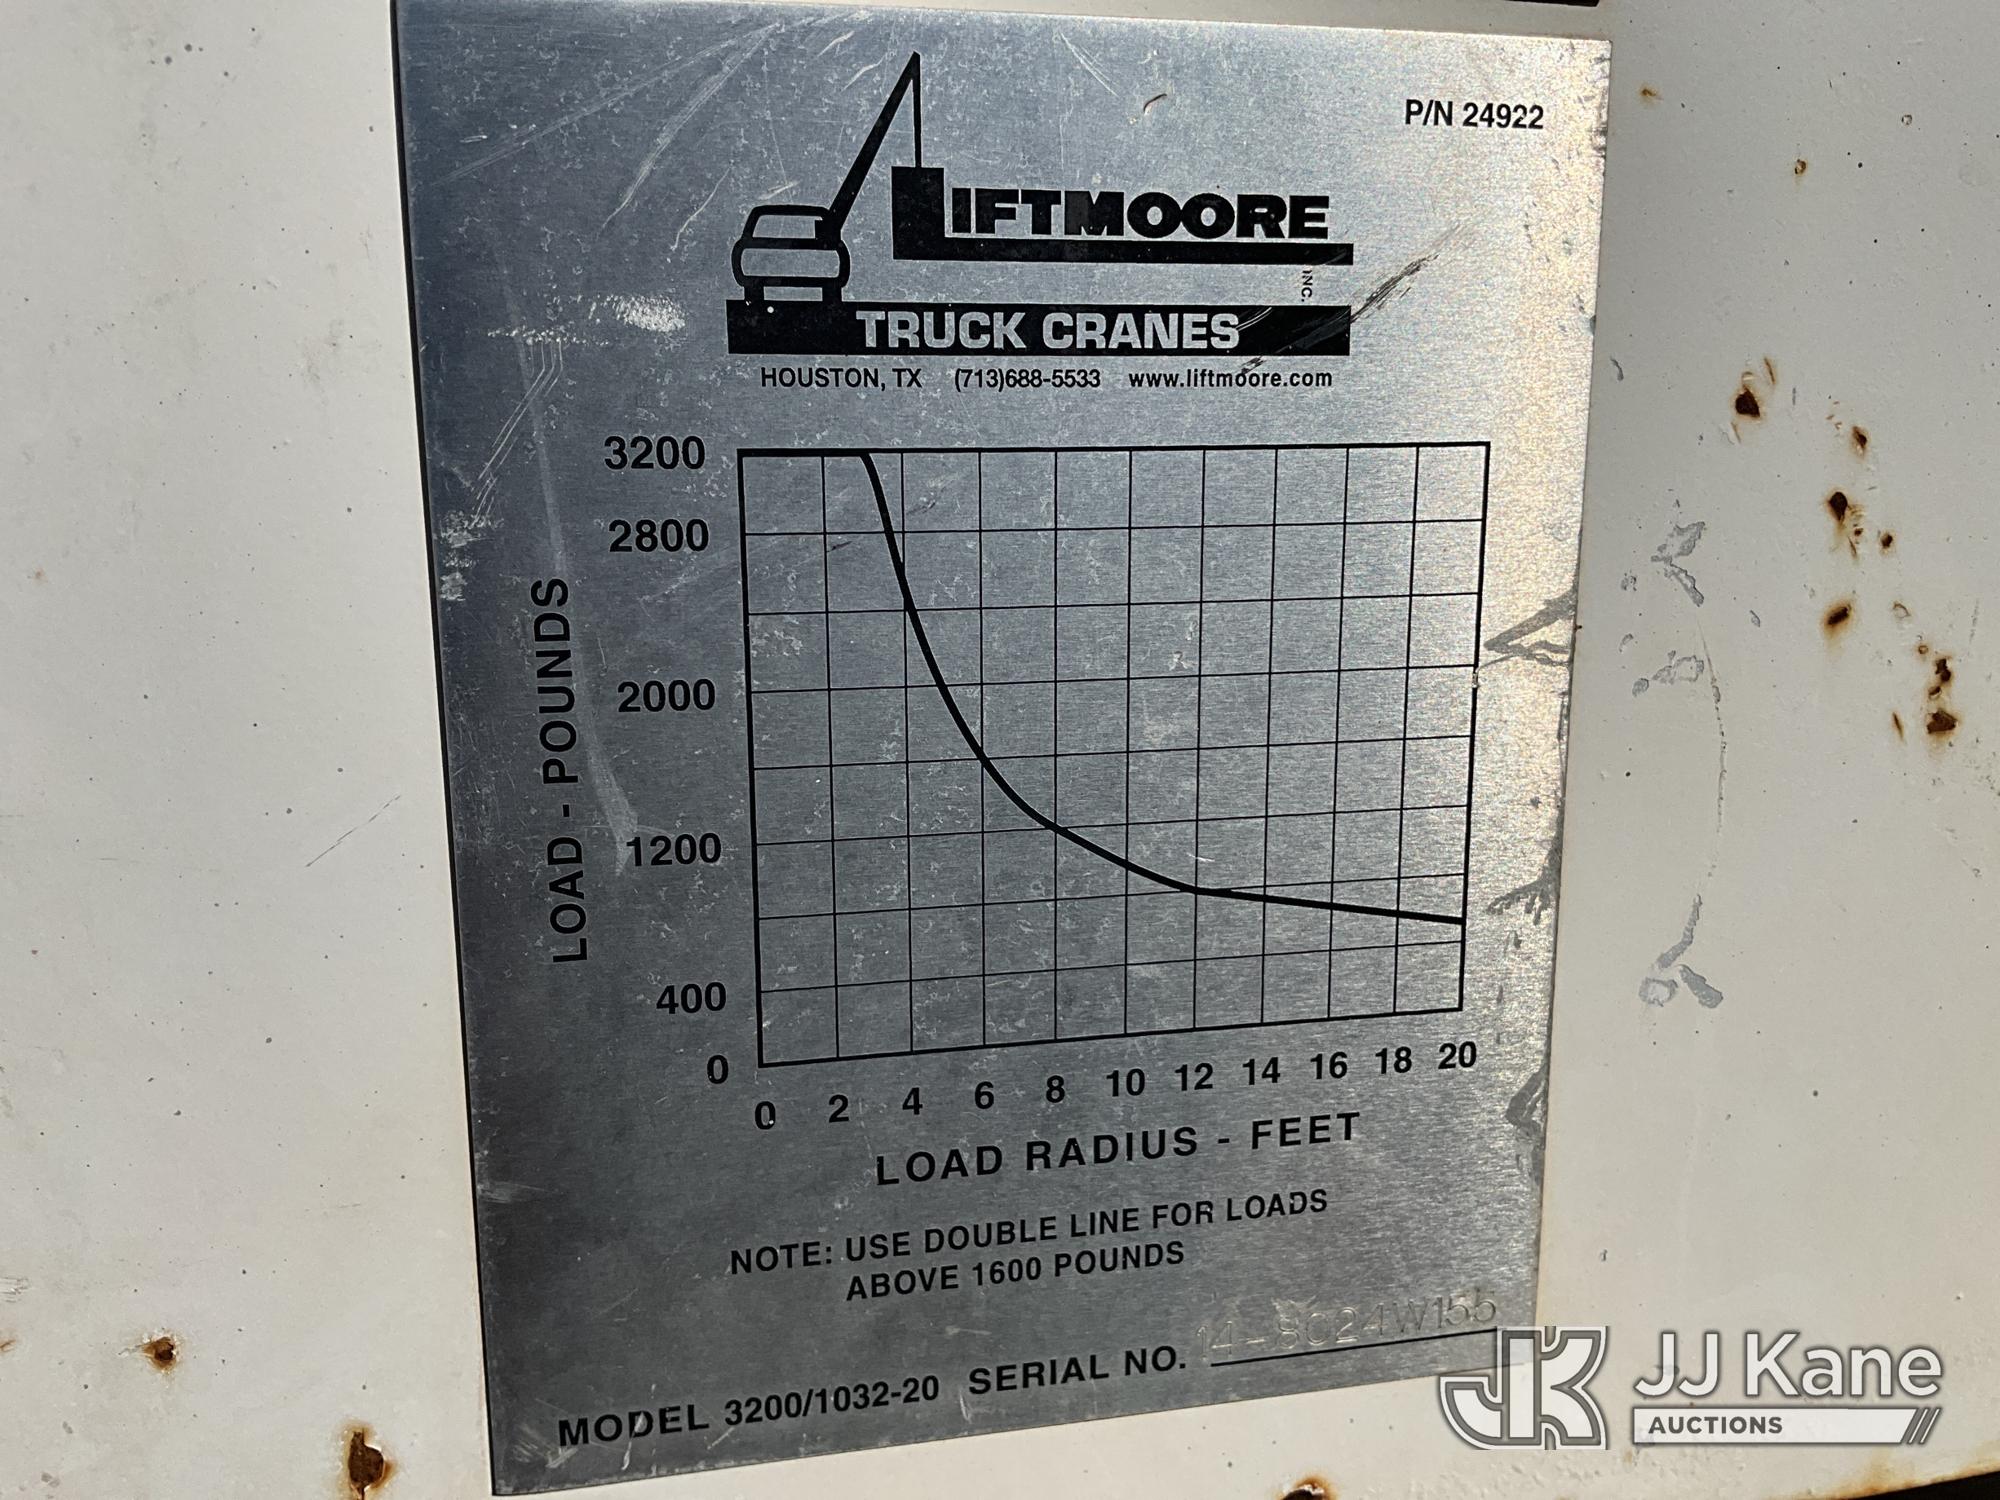 P/N 24922
LIFTMOORE
INC.
TRUCK CRANES
HOUSTON, TX (713)688-5533 www.liftmoore.com
3200
2800
2000
1200
400
0
LOAD - POUNDS
0 2 4 6 8 10 12 14 16 18 20
LOAD RADIUS - FEET
NOTE: USE DOUBLE LINE FOR LOADS
ABOVE 1600 POUNDS
MODEL 3200/1032-20 SERIAL NO.
JJ Kane
AUCTIONS